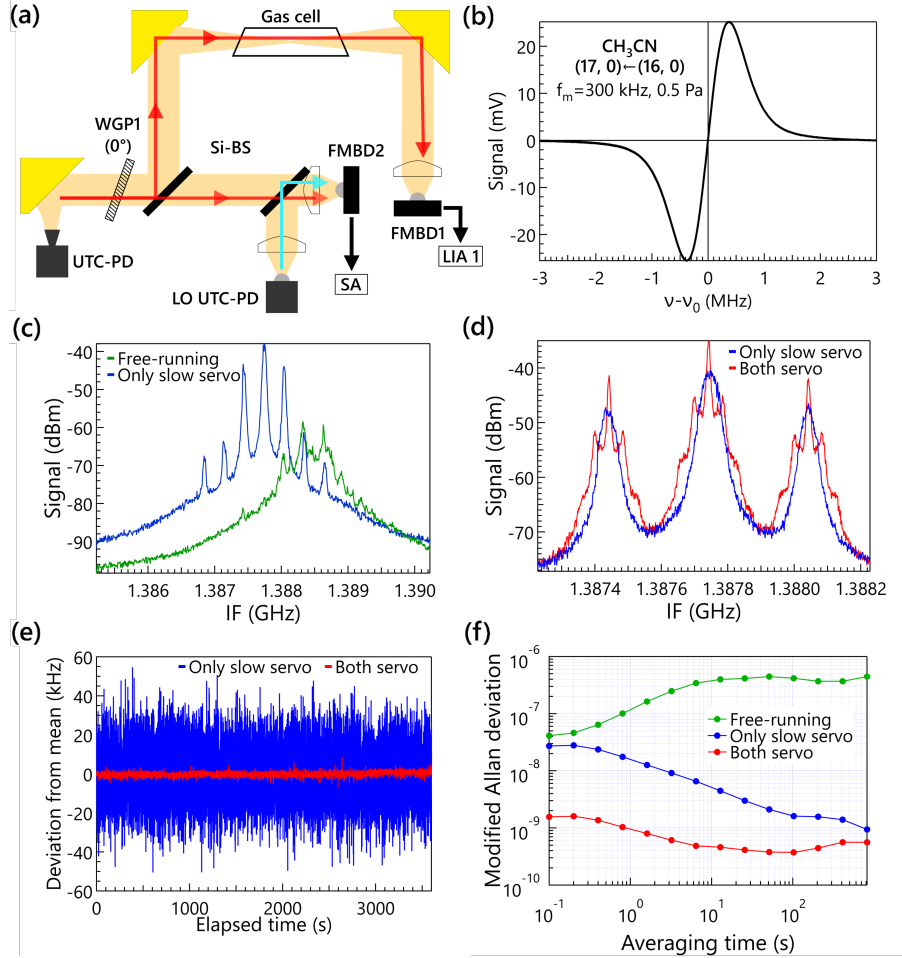 (a)
Gas cell
WGP1
(0°)
Si-BS
FMBD2
FMBD1
UTC-PD
LO UTC-PD
SA
LIA 1
(b)
CH₃CN
(17, 0)←(16, 0)
fₘ=300 kHz, 0.5 Pa
Signal (mV)
20
10
0
-10
-20
-3
-2
-1
0
1
2
3
ν-ν₀ (MHz)
(c)
Free-running
Only slow servo
Signal (dBm)
-40
-50
-60
-70
-80
-90
1.386
1.387
1.388
1.389
1.390
IF (GHz)
(d)
Only slow servo
Both servo
Signal (dBm)
-40
-50
-60
-70
1.3874
1.3876
1.3878
1.3880
1.3882
IF (GHz)
(e)
Only slow servo
Both servo
Deviation from mean (kHz)
60
40
20
0
-20
-40
-60
0
1000
2000
3000
Elapsed time (s)
(f)
Free-running
Only slow servo
Both servo
Modified Allan deviation
10⁻⁶
10⁻⁷
10⁻⁸
10⁻⁹
10⁻¹⁰
10⁻¹
10⁰
10¹
10²
Averaging time (s)